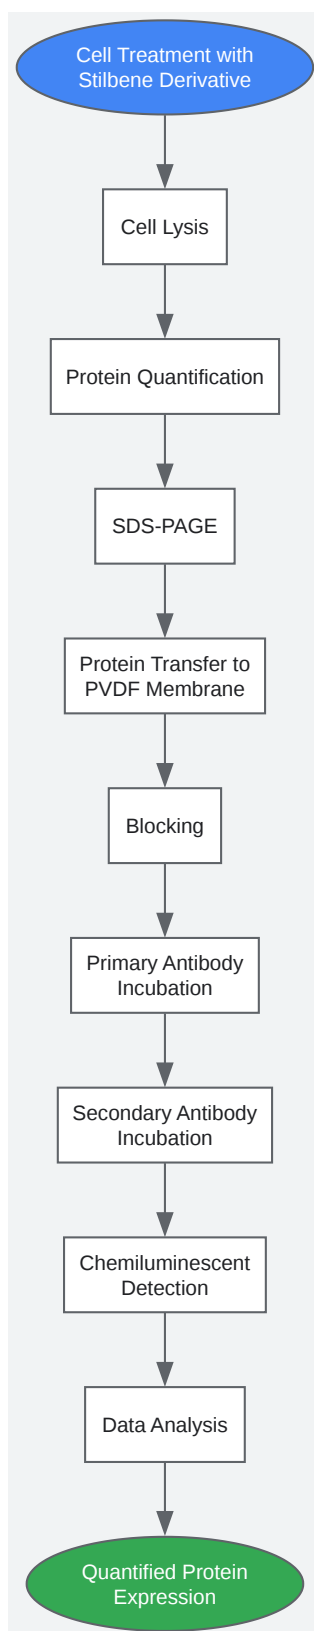 Cell Treatment with
Stilbene Derivative
Cell Lysis
Protein Quantification
SDS-PAGE
Protein Transfer to
PVDF Membrane
Blocking
Primary Antibody
Incubation
Secondary Antibody
Incubation
Chemiluminescent
Detection
Data Analysis
Quantified Protein
Expression